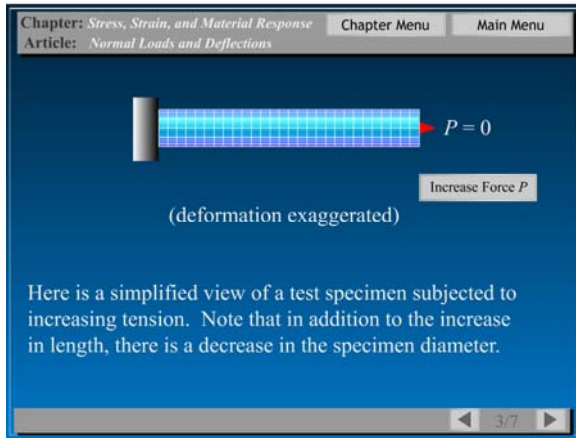 Chapter: Stress, Strain, and Material Response
Chapter Menu
Main Menu
Article: Normal Loads and Deflections
P = 0
Increase Force P
(deformation exaggerated)
Here is a simplified view of a test specimen subjected to
increasing tension. Note that in addition to the increase
in length, there is a decrease in the specimen diameter.
3/7